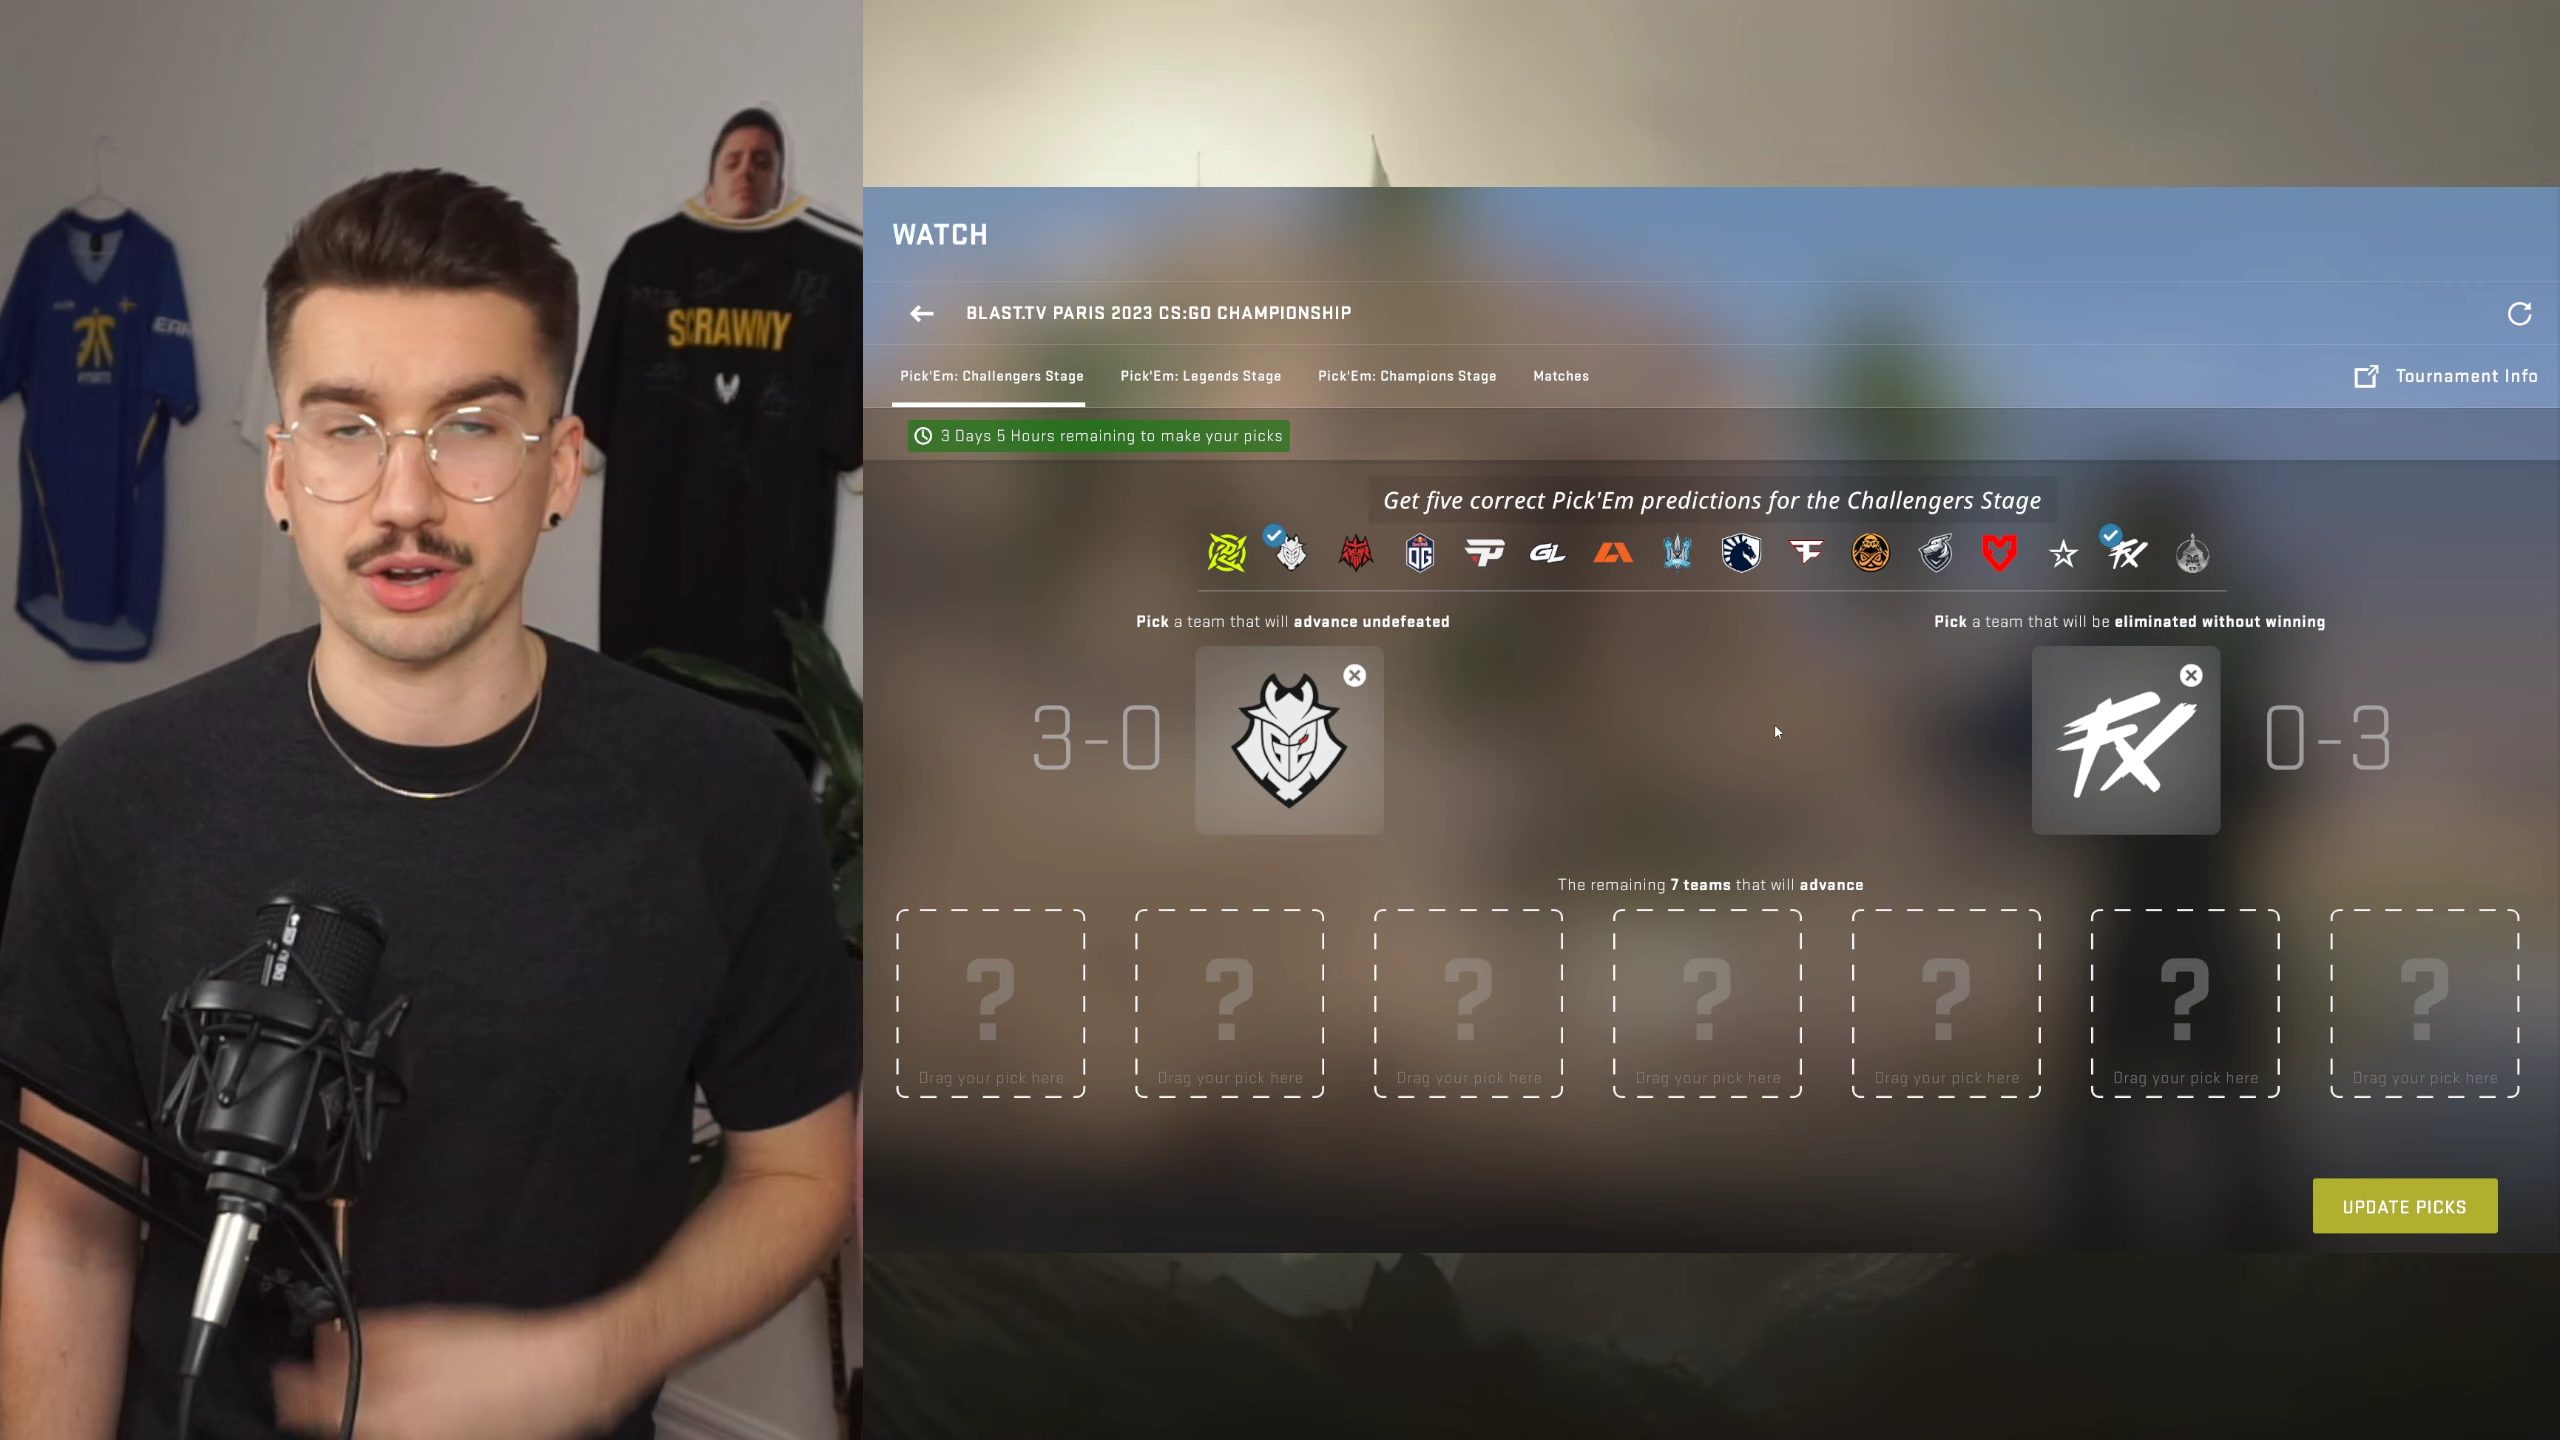 SCRAWNY
WATCH
BLAST.TV PARIS 2023 CS:GO CHAMPIONSHIP
Pick'Em: Challengers Stage
Pick'Em: Legends Stage
Pick'Em: Champions Stage
Matches
Tournament Info
3 Days 5 Hours remaining to make your picks
Get five correct Pick'Em predictions for the Challengers Stage
OG
GL
Pick a team that will advance undefeated
Pick a team that will be eliminated without winning
3-0
G2
FX
0-3
The remaining 7 teams that will advance
?
?
?
?
?
?
?
Drag your pick here
Drag your pick here
Drag your pick here
Drag your pick here
Drag your pick here
Drag your pick here
Drag your pick here
UPDATE PICKS